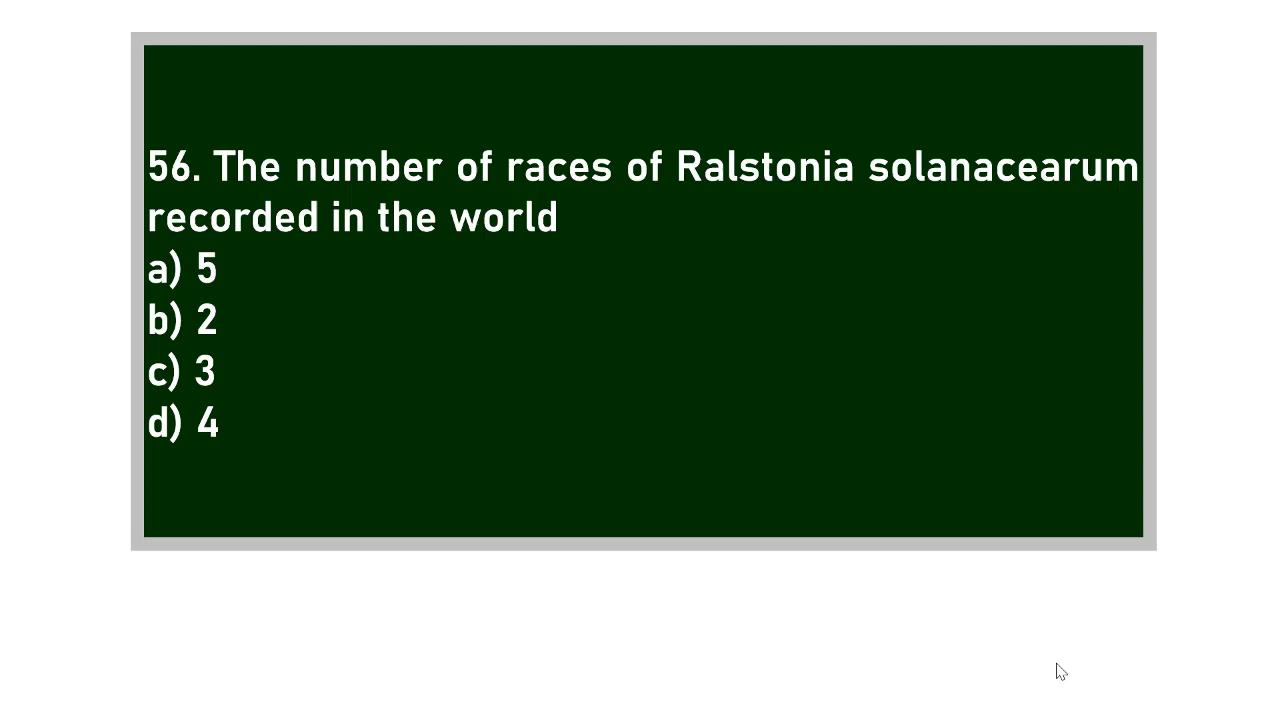 56. The number of races of Ralstonia solanacearum
recorded in the world
a) 5
b) 2
c) 3
d) 4